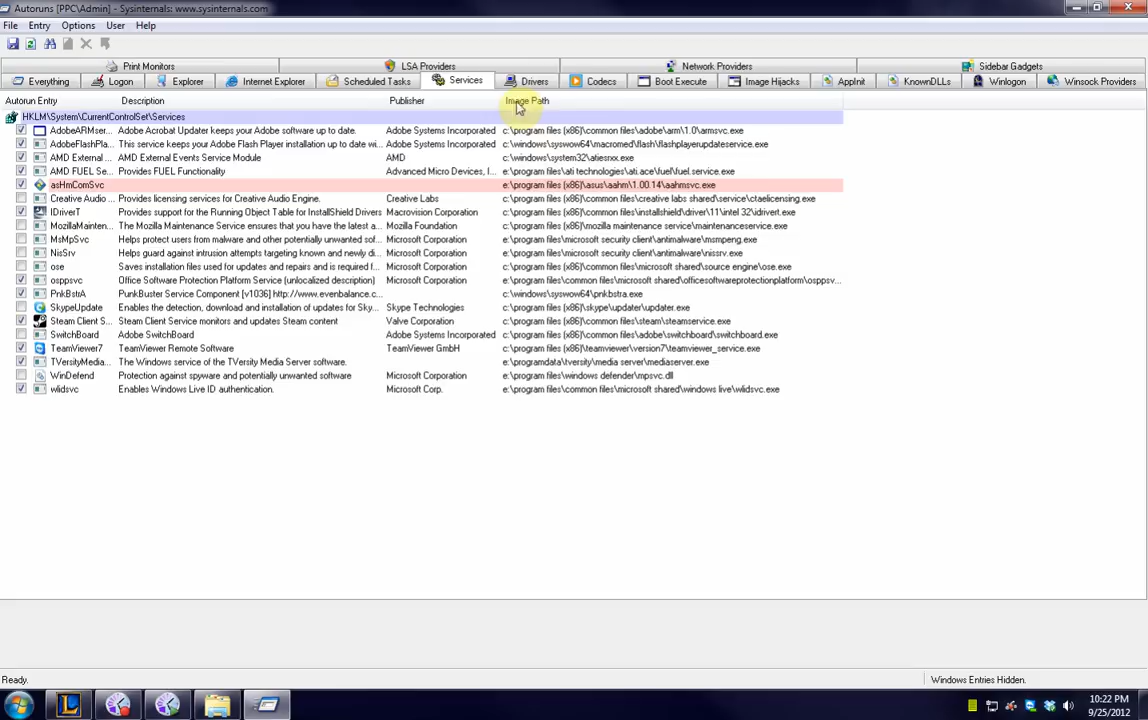 Autoruns [PPC\Admin] - Sysinternals: www.sysinternals.com
File Entry Options User Help
Print Monitors LSA Providers Network Providers Sidebar Gadgets
Everything Logon Explorer Internet Explorer Scheduled Tasks Services Drivers Codecs Boot Execute Image Hijacks AppInit KnownDLLs Winlogon Winsock Providers
Autorun Entry Description Publisher Image Path
HKLM\System\CurrentControlSet\Services
AdobeARMser... Adobe Acrobat Updater keeps your Adobe software up to date. Adobe Systems Incorporated c:\program files (x86)\common files\adobe\arm\1.0\armsvc.exe
AdobeFlashPla... This service keeps your Adobe Flash Player installation up to date wi... Adobe Systems Incorporated c:\windows\syswow64\macromed\flash\flashplayerupdateservice.exe
AMD External ... AMD External Events Service Module AMD c:\windows\system32\atiesrxx.exe
AMD FUEL Ser... Provides FUEL Functionality Advanced Micro Devices, I... c:\program files\ati technologies\ati.ace\fuel\fuel.service.exe
asHmComSvc e:\program files (x86)\asus\aahm\1.00.14\aahmsvc.exe
Creative Audio ... Provides licensing services for Creative Audio Engine. Creative Labs c:\program files (x86)\common files\creative labs shared\service\ctaelicensing.exe
IDriverT Provides support for the Running Object Table for InstallShield Drivers Macrovision Corporation c:\program files (x86)\common files\installshield\driver\11\intel 32\idrivert.exe
MozillaMainten... The Mozilla Maintenance Service ensures that you have the latest a... Mozilla Foundation c:\program files (x86)\mozilla maintenance service\maintenanceservice.exe
MsMpSvc Helps protect users from malware and other potentially unwanted sof... Microsoft Corporation c:\program files\microsoft security client\antimalware\msmpeng.exe
NisSrv Helps guard against intrusion attempts targeting known and newly di... Microsoft Corporation c:\program files\microsoft security client\antimalware\nissrv.exe
ose Saves installation files used for updates and repairs and is required f... Microsoft Corporation c:\program files (x86)\common files\microsoft shared\source engine\ose.exe
osppsvc Office Software Protection Platform Service (unlocalized description) Microsoft Corporation c:\program files\common files\microsoft shared\officesoftwareprotectionplatform\osppsv...
PnkBstrA PunkBuster Service Component [v1036] http://www.evenbalance.c... c:\windows\syswow64\pnkbstra.exe
SkypeUpdate Enables the detection, download and installation of updates for Sky... Skype Technologies c:\program files (x86)\skype\updater\updater.exe
Steam Client S... Steam Client Service monitors and updates Steam content Valve Corporation c:\program files (x86)\common files\steam\steamservice.exe
SwitchBoard Adobe SwitchBoard Adobe Systems Incorporated c:\program files (x86)\common files\adobe\switchboard\switchboard.exe
TeamViewer7 TeamViewer Remote Software TeamViewer GmbH c:\program files (x86)\teamviewer\version7\teamviewer_service.exe
TVersityMedia... The Windows service of the TVersity Media Server software. e:\programdata\tversity\media server\mediaserver.exe
WinDefend Protection against spyware and potentially unwanted software Microsoft Corporation e:\program files\windows defender\mpsvc.dll
wlidsvc Enables Windows Live ID authentication. Microsoft Corp. e:\program files\common files\microsoft shared\windows live\wlidsvc.exe
Ready. Windows Entries Hidden.
10:22 PM
9/25/2012